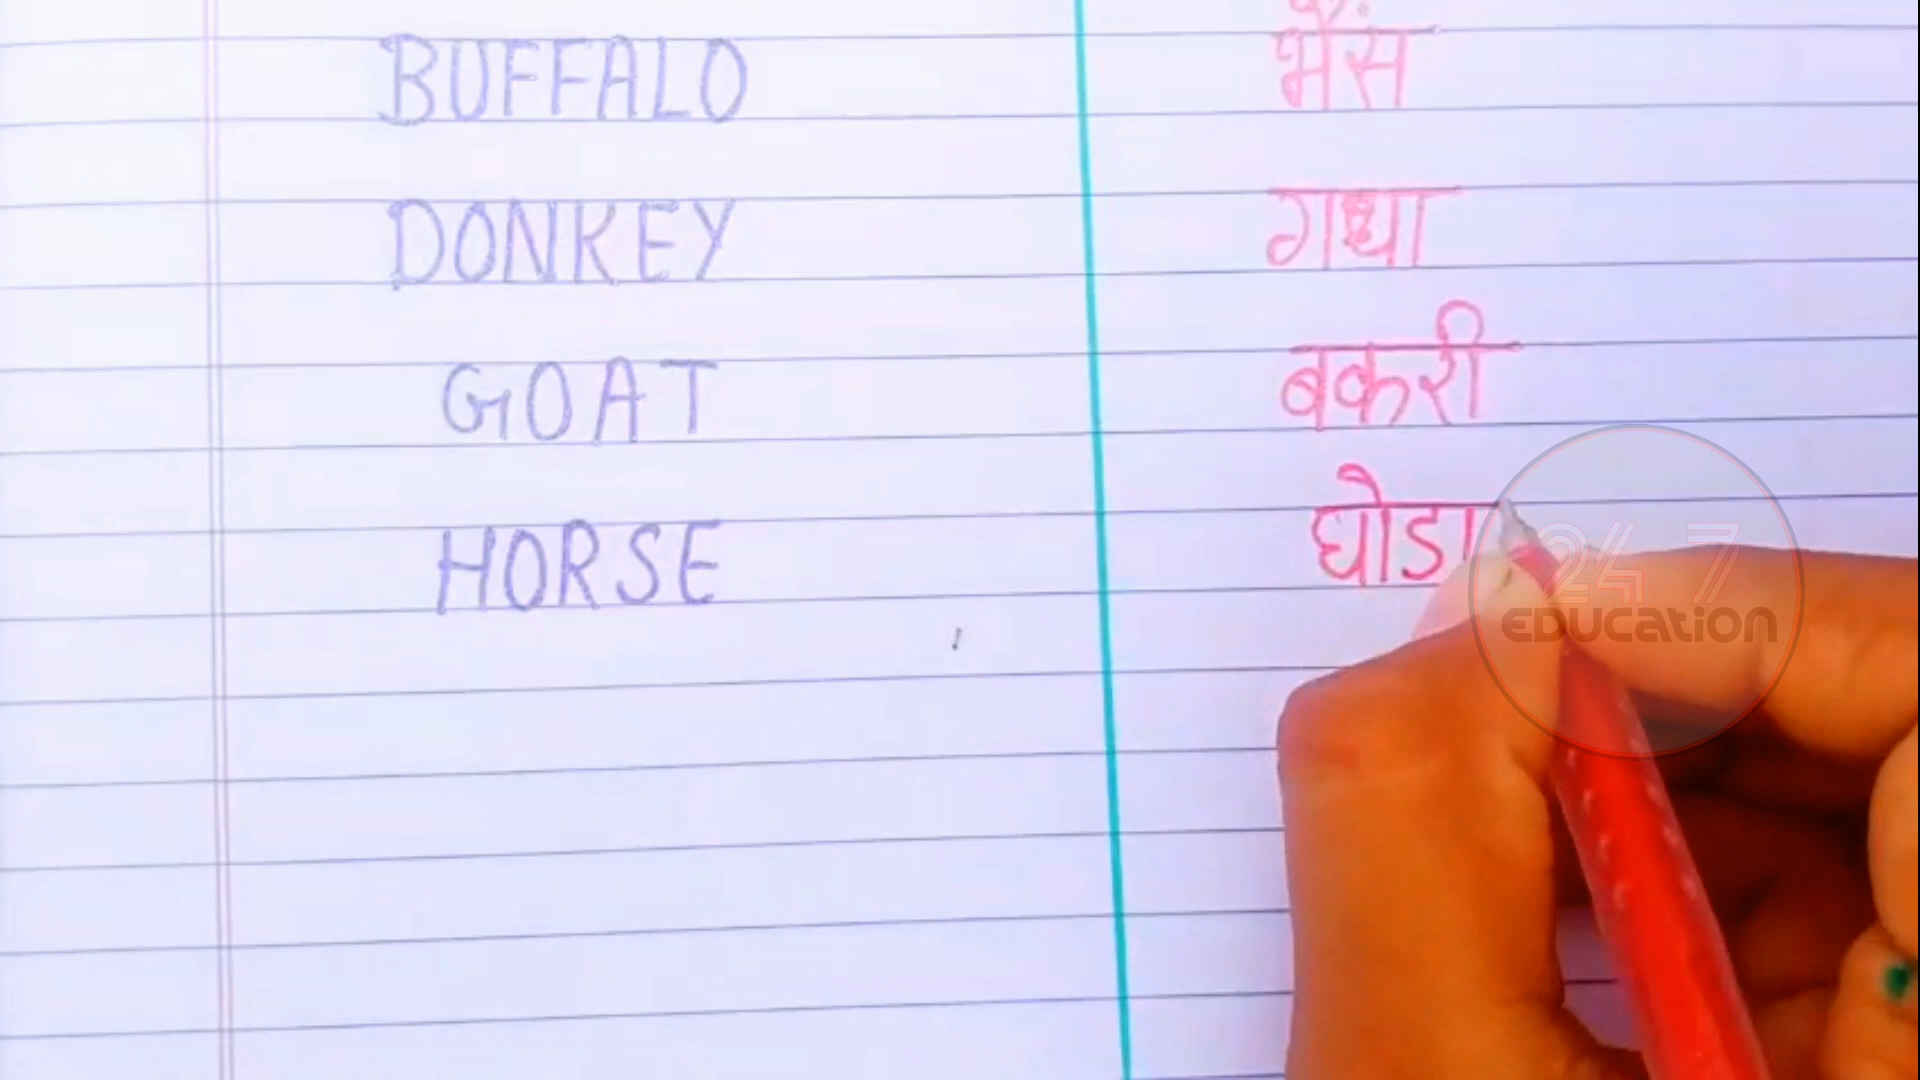 BUFFALO भैंस
DONKEY गधा
GOAT बकरी
HORSE घोडा
24 7
EDUCATION